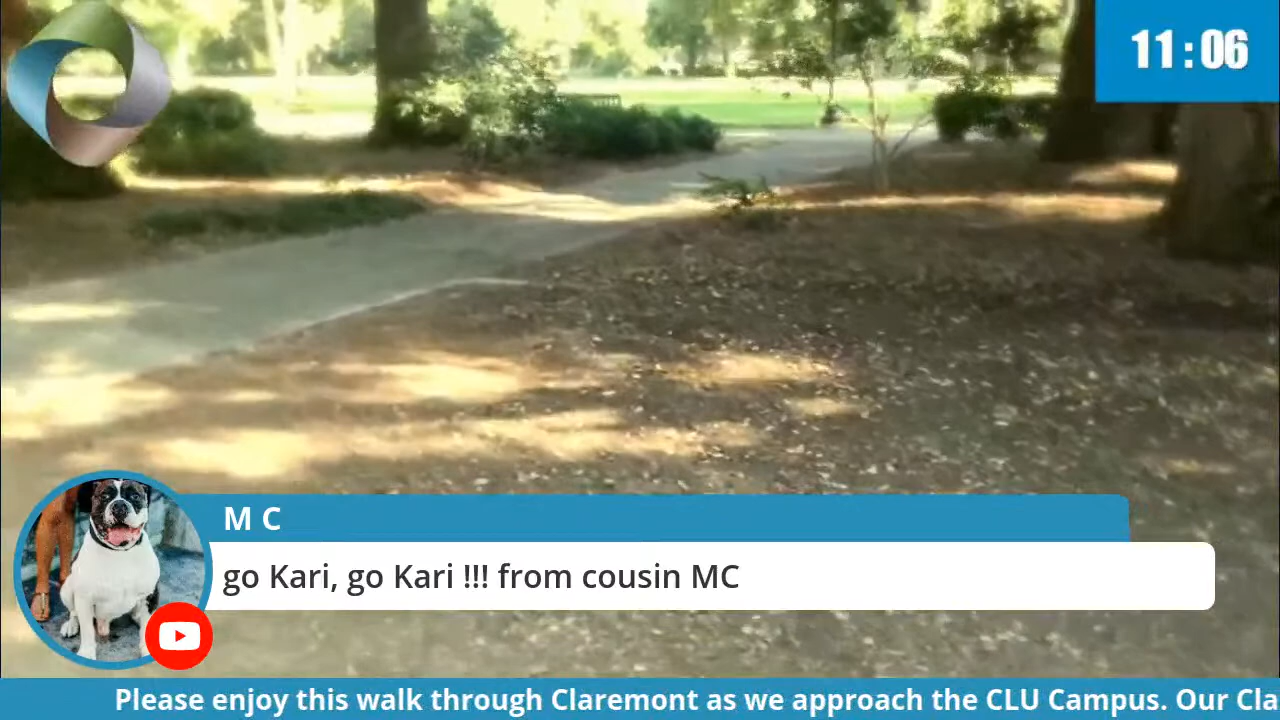 11:06
M C
go Kari, go Kari !!! from cousin MC
Please enjoy this walk through Claremont as we approach the CLU Campus. Our Cla